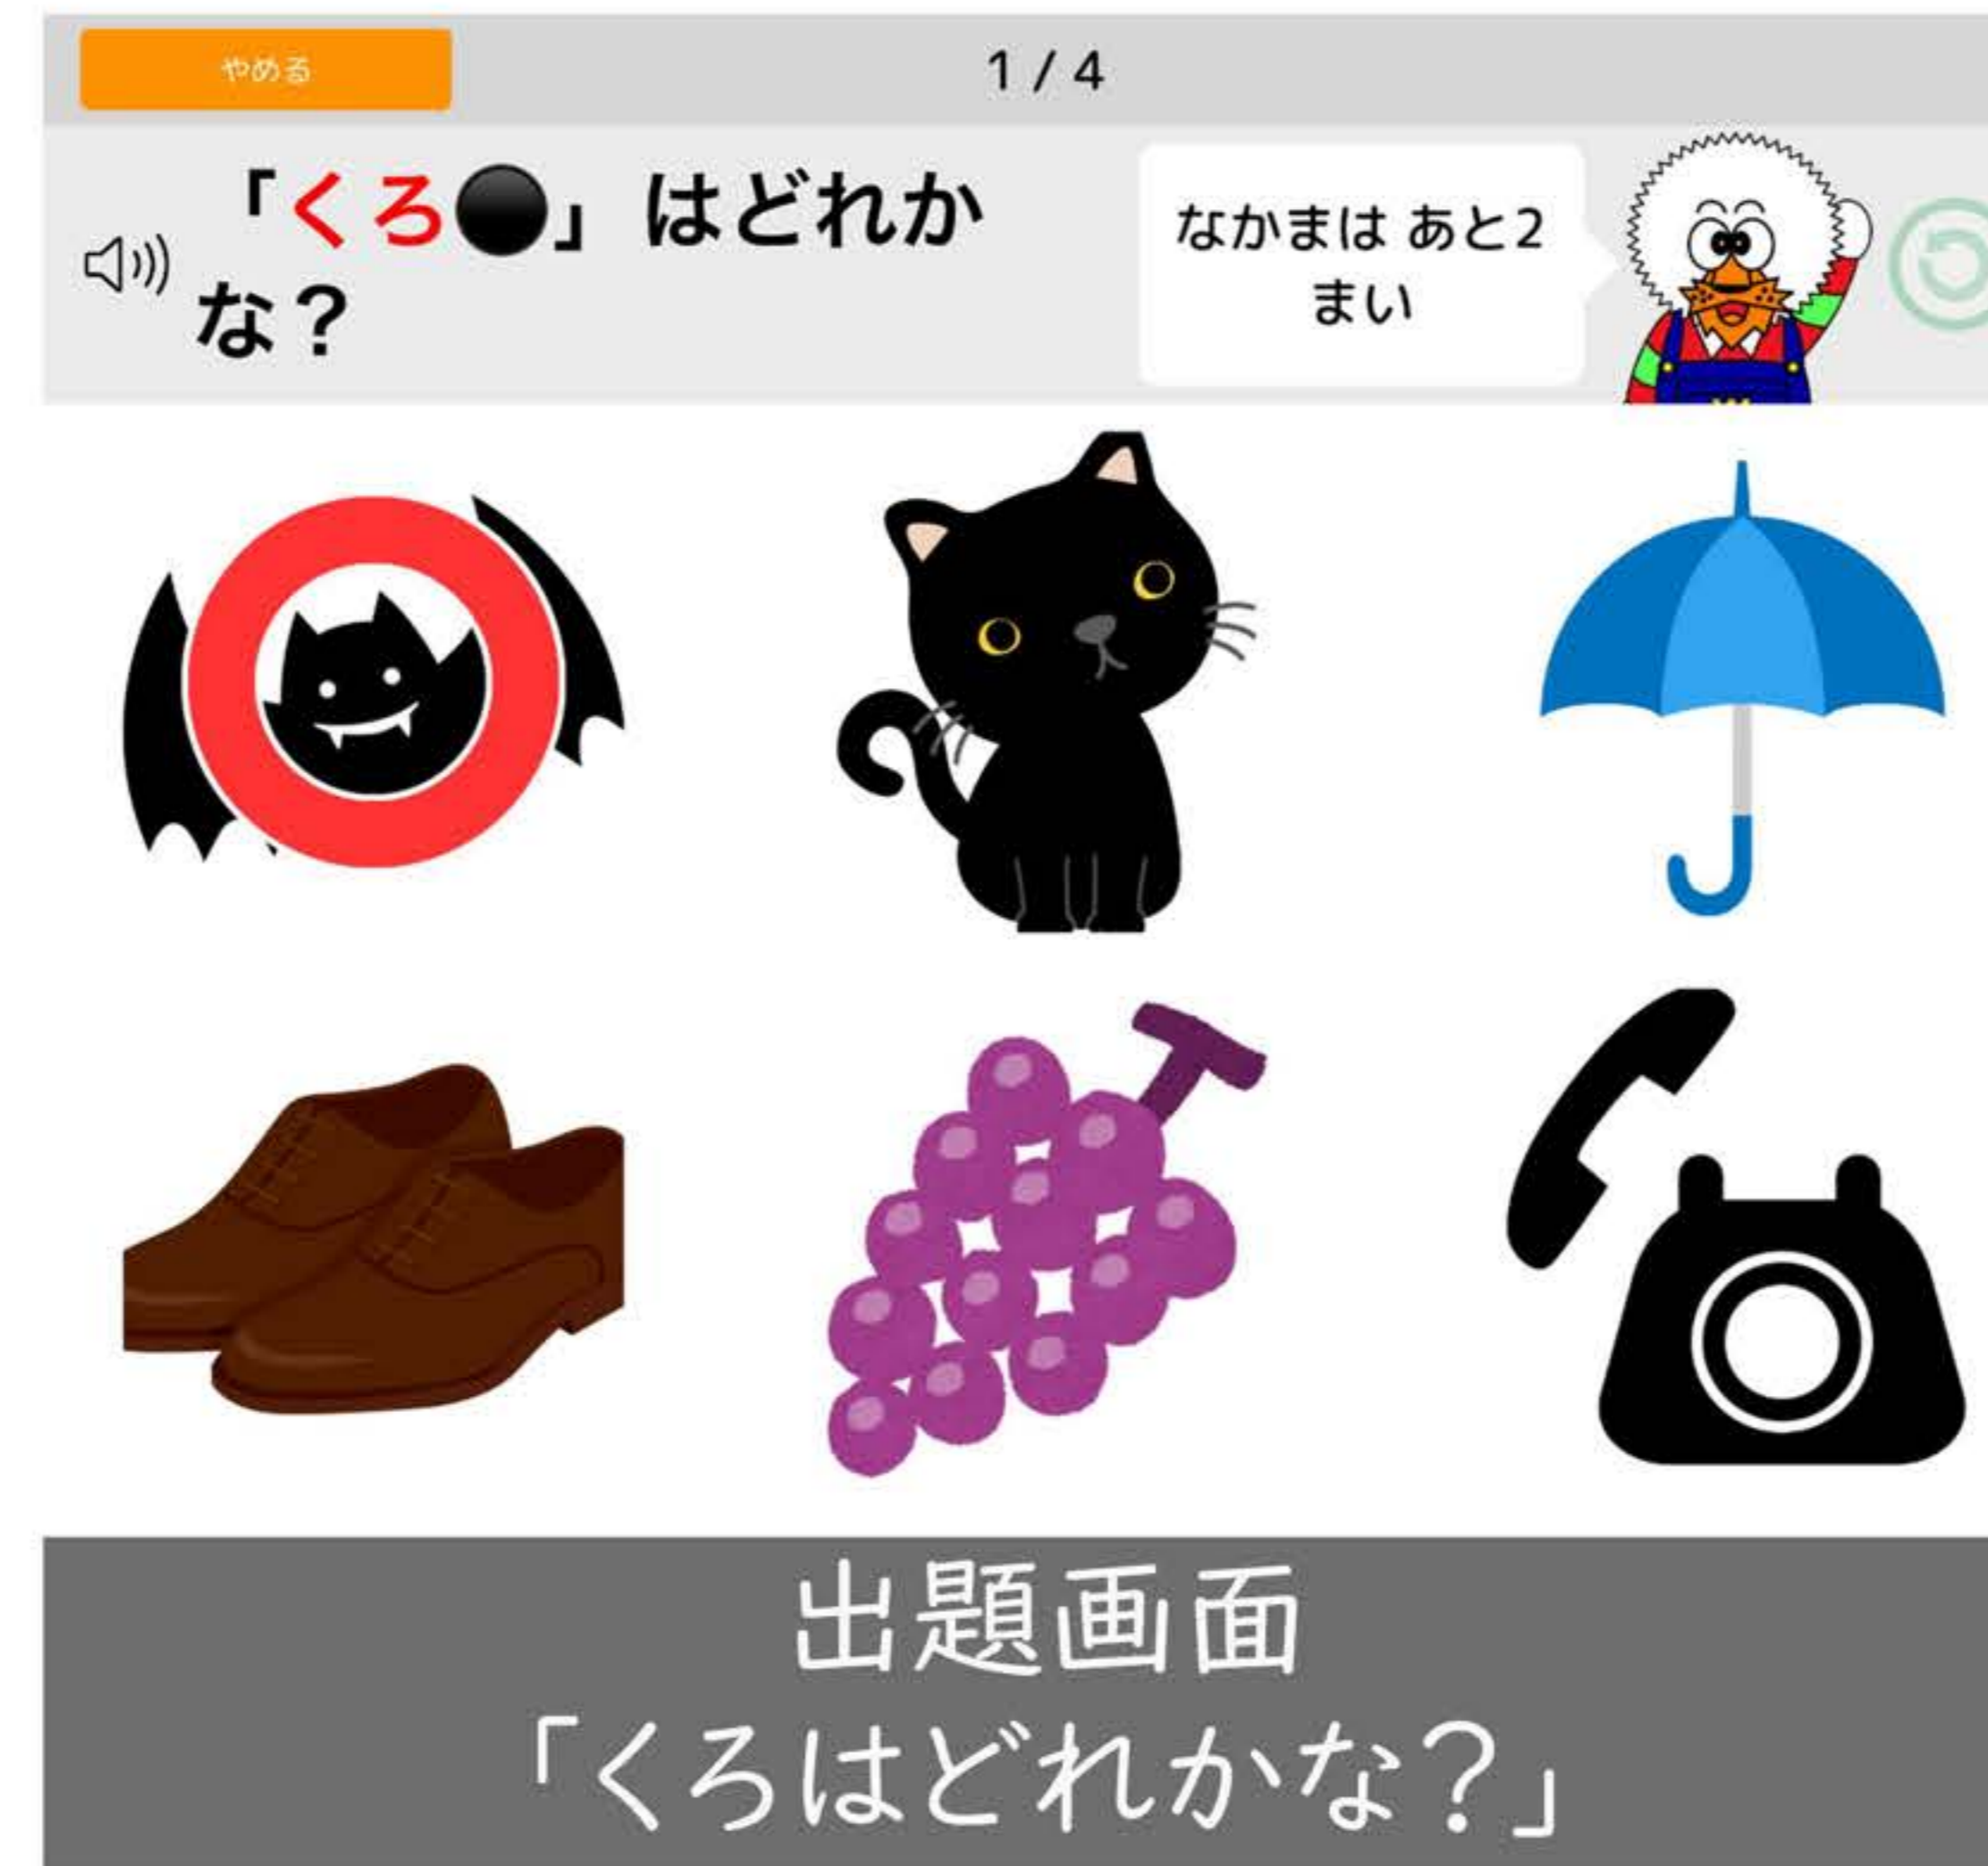 やめる
1 / 4
「くろ⚫」はどれか
な？
なかまは あと2
まい
出題画面
「くろはどれかな？」